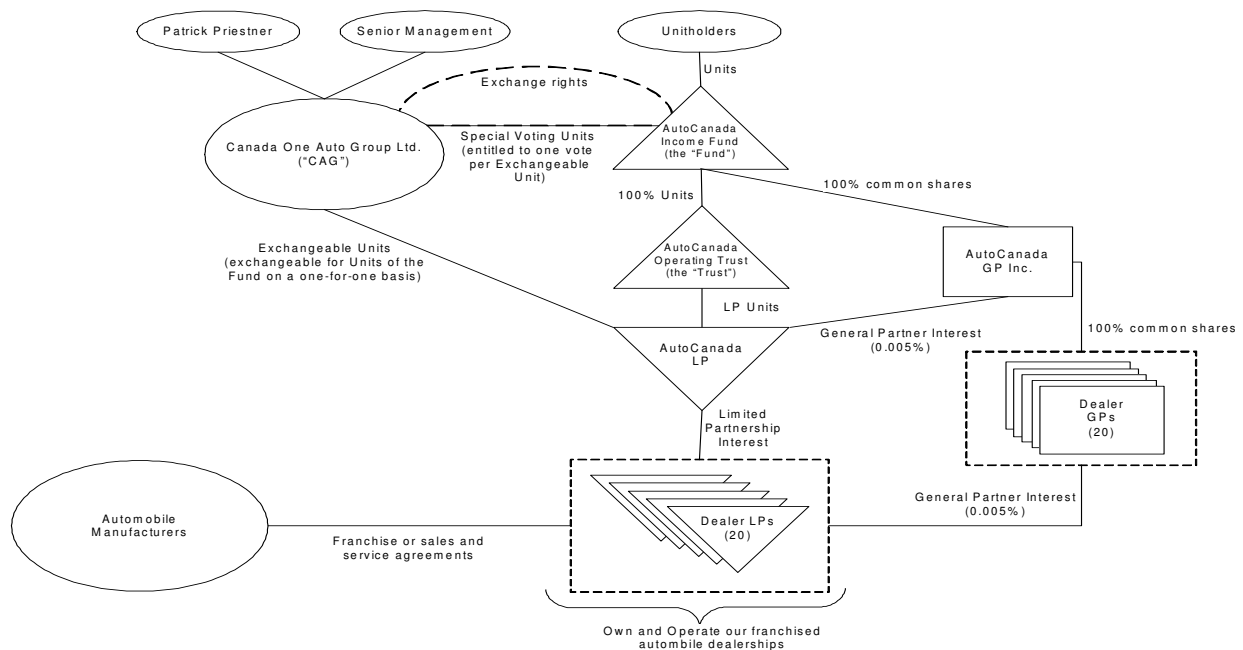 Patrick Priestner
Senior Management
Unitholders
Units
Exchange rights
Canada One Auto Group Ltd.
(“CAG”)
Special Voting Units
(entitled to one vote
per Exchangeable
Unit)
AutoCanada
Income Fund
(the “Fund”)
100% Units
100% common shares
Exchangeable Units
(exchangeable for Units of the
Fund on a one-for-one basis)
AutoCanada
Operating Trust
(the “Trust”)
AutoCanada
GP Inc.
LP Units
General Partner Interest
(0.005%)
100% common shares
AutoCanada
LP
Limited
Partnership
Interest
Dealer
GPs
(20)
Automobile
Manufacturers
Franchise or sales and
service agreements
Dealer LPs
(20)
General Partner Interest
(0.005%)
Own and Operate our franchised
autombile dealerships